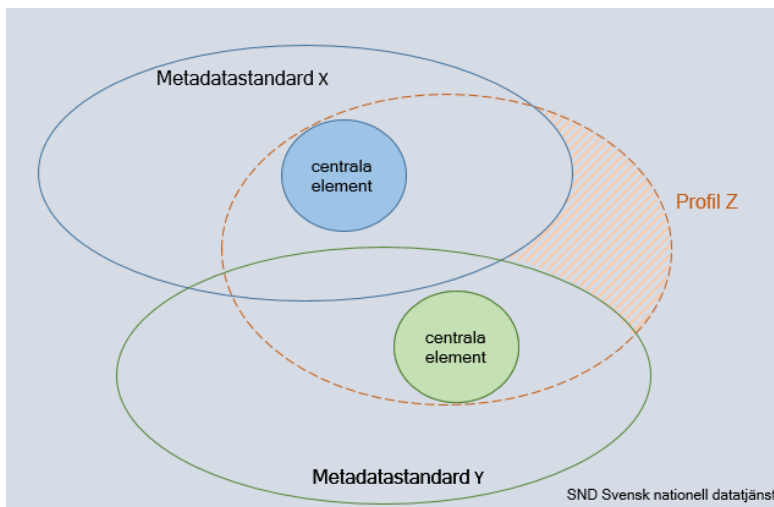 Metadatastandard X
centrala
element
Profil Z
centrala
element
Metadatastandard Y
SND Svensk nationell datatjänst